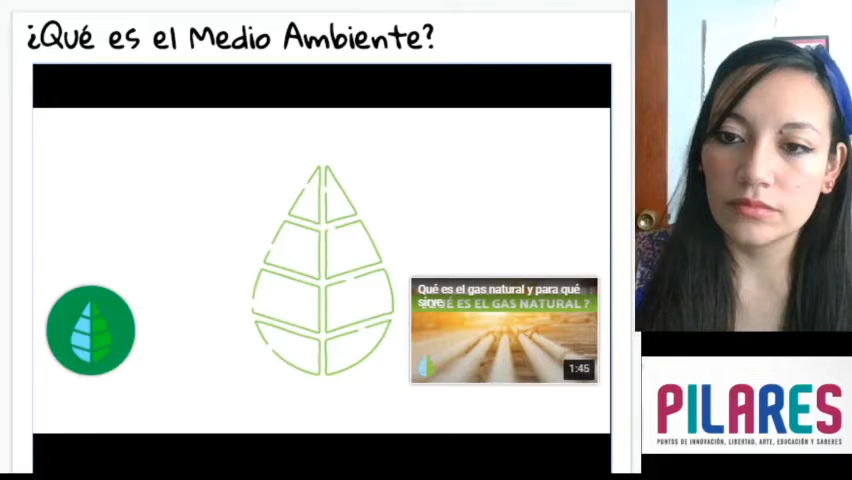 ¿Qué es el Medio Ambiente?
Qué es el gas natural y para qué
sirve
¿QUÉ ES EL GAS NATURAL?
1:45
PILARES
PUNTOS DE INNOVACIÓN, LIBERTAD, ARTE, EDUCACIÓN Y SABERES